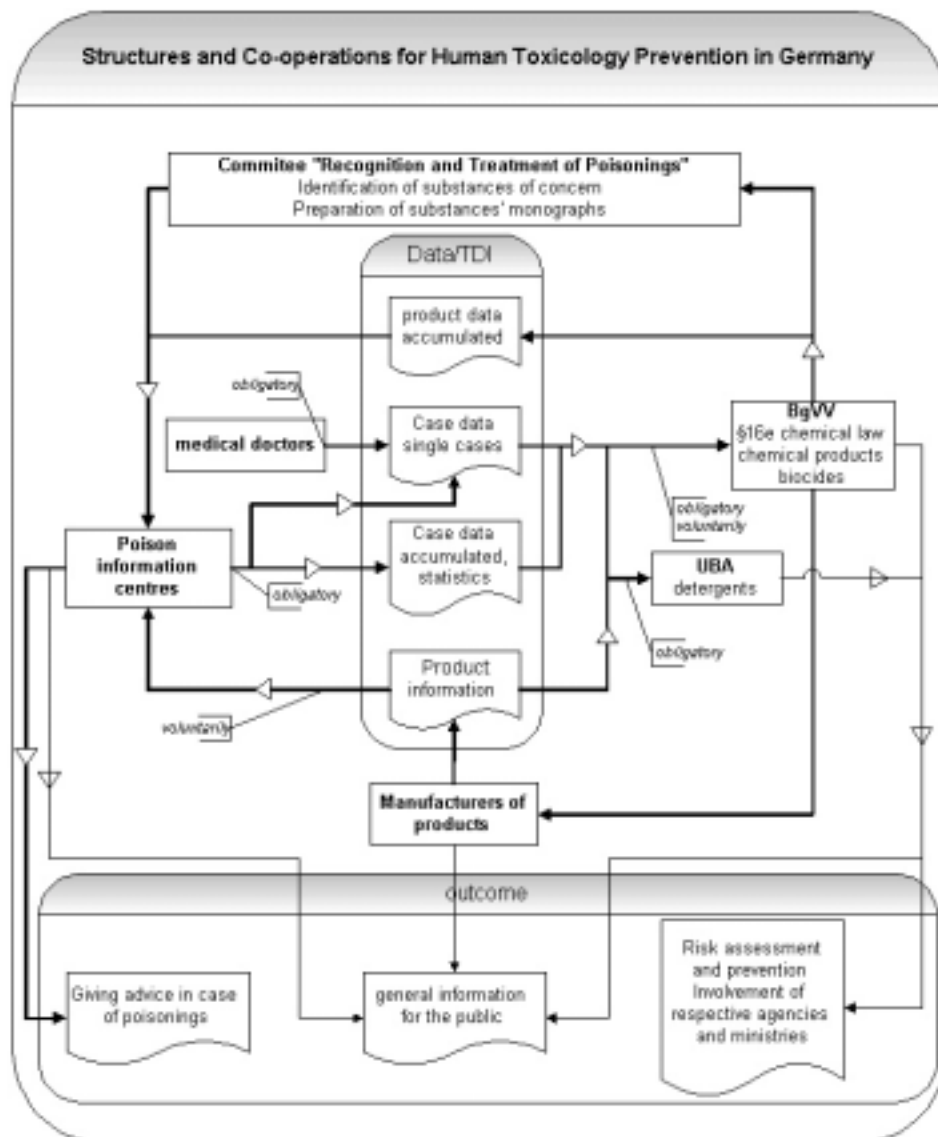 Structures and Co-operations for Human Toxicology Prevention in Germany
Commitee "Recognition and Treatment of Poisonings"
Identification of substances of concern
Preparation of substances' monographs
Data/TDI
product data
accumulated
obligatory
medical doctors
Case data
single cases
BgVV
§16e chemical law
chemical products
biocides
obligatory
voluntarily
Poison
information
centres
Case data
accumulated,
statistics
obligatory
UBA
detergents
obligatory
Product
information
voluntarily
Manufacturers of
products
outcome
Giving advice in case
of poisonings
general information
for the public
Risk assessment
and prevention
Involvement of
respective agencies
and ministries